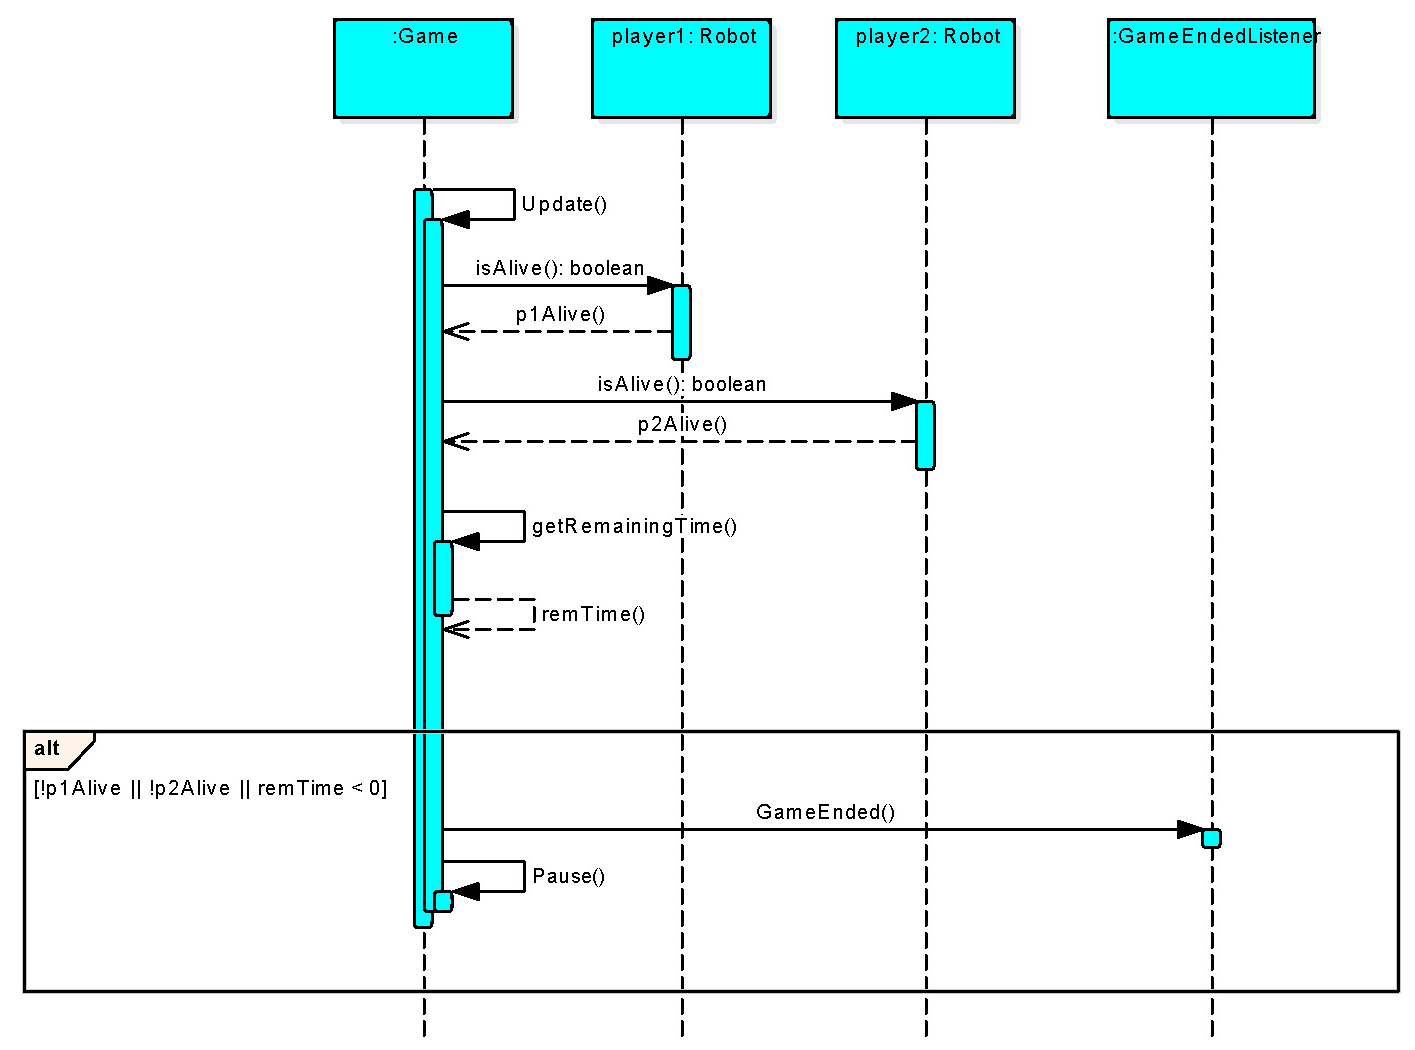 :Game
player1: Robot
player2: Robot
:GameEndedListener
Update()
isAlive(): boolean
p1Alive()
isAlive(): boolean
p2Alive()
getRemainingTime()
remTime()
alt
[!p1Alive || !p2Alive || remTime < 0]
GameEnded()
Pause()